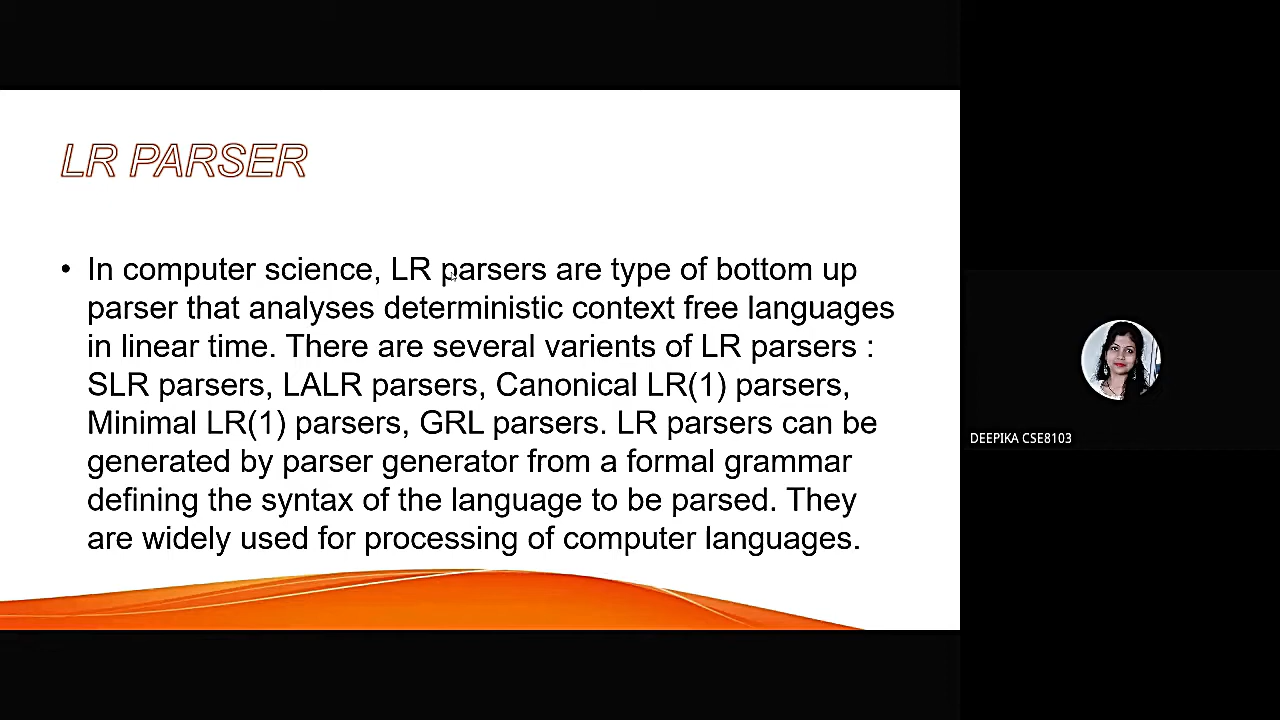 LR PARSER
• In computer science, LR parsers are type of bottom up
parser that analyses deterministic context free languages
in linear time. There are several varients of LR parsers :
SLR parsers, LALR parsers, Canonical LR(1) parsers,
Minimal LR(1) parsers, GRL parsers. LR parsers can be
generated by parser generator from a formal grammar
defining the syntax of the language to be parsed. They
are widely used for processing of computer languages.
DEEPIKA CSE8103